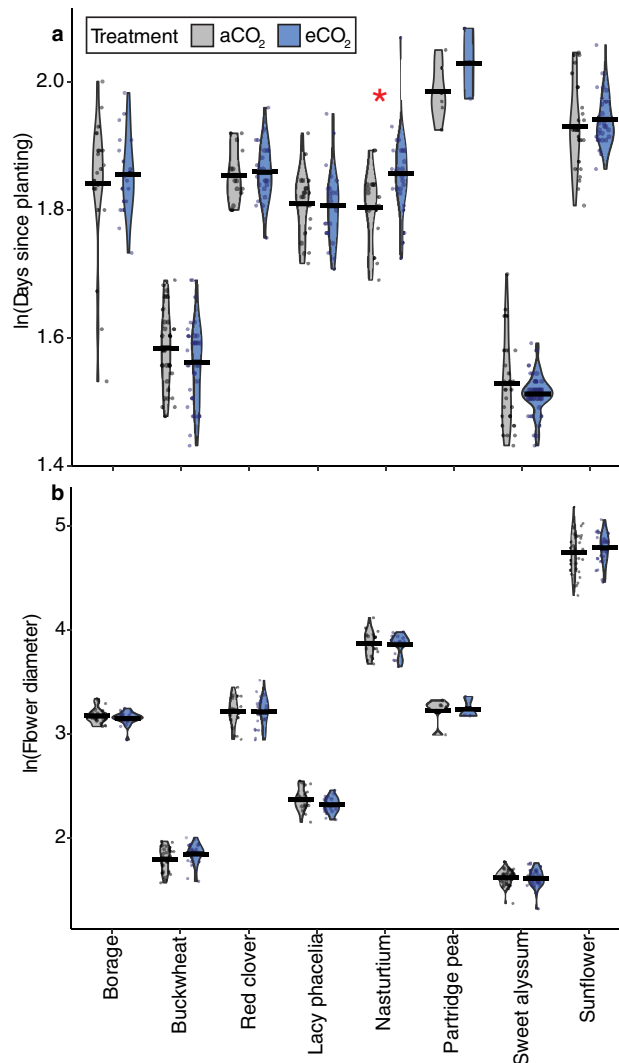 a
Treatment aCO₂ eCO₂
ln(Days since planting)
2.0
1.8
1.6
1.4
*
b
ln(Flower diameter)
5
4
3
2
Borage
Buckwheat
Red clover
Lacy phacelia
Nasturtium
Partridge pea
Sweet alyssum
Sunflower